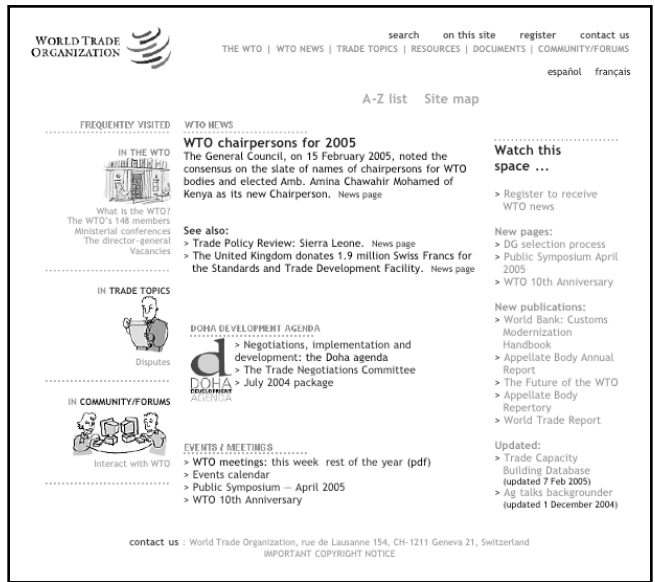 WORLD TRADE
ORGANIZATION
search on this site register contact us
THE WTO | WTO NEWS | TRADE TOPICS | RESOURCES | DOCUMENTS | COMMUNITY/FORUMS
español français
A-Z list Site map
FREQUENTLY VISITED
IN THE WTO
What is the WTO?
The WTO's 148 members
Ministerial conferences
The director-general
Vacancies
IN TRADE TOPICS
Disputes
IN COMMUNITY/FORUMS
Interact with WTO
WTO NEWS
WTO chairpersons for 2005
The General Council, on 15 February 2005, noted the
consensus on the slate of names of chairpersons for WTO
bodies and elected Amb. Amina Chawahir Mohamed of
Kenya as its new Chairperson. News page
See also:
> Trade Policy Review: Sierra Leone. News page
> The United Kingdom donates 1.9 million Swiss Francs for
the Standards and Trade Development Facility. News page
DOHA DEVELOPMENT AGENDA
d
DOHA
DEVELOPMENT
AGENDA
> Negotiations, implementation and
development: the Doha agenda
> The Trade Negotiations Committee
> July 2004 package
EVENTS / MEETINGS
> WTO meetings: this week rest of the year (pdf)
> Events calendar
> Public Symposium — April 2005
> WTO 10th Anniversary
Watch this
space ...
> Register to receive
WTO news
New pages:
> DG selection process
> Public Symposium April
2005
> WTO 10th Anniversary
New publications:
> World Bank: Customs
Modernization
Handbook
> Appellate Body Annual
Report
> The Future of the WTO
> Appellate Body
Repertory
> World Trade Report
Updated:
> Trade Capacity
Building Database
(updated 7 Feb 2005)
> Ag talks backgrounder
(updated 1 December 2004)
contact us : World Trade Organization, rue de Lausanne 154, CH-1211 Geneva 21, Switzerland
IMPORTANT COPYRIGHT NOTICE